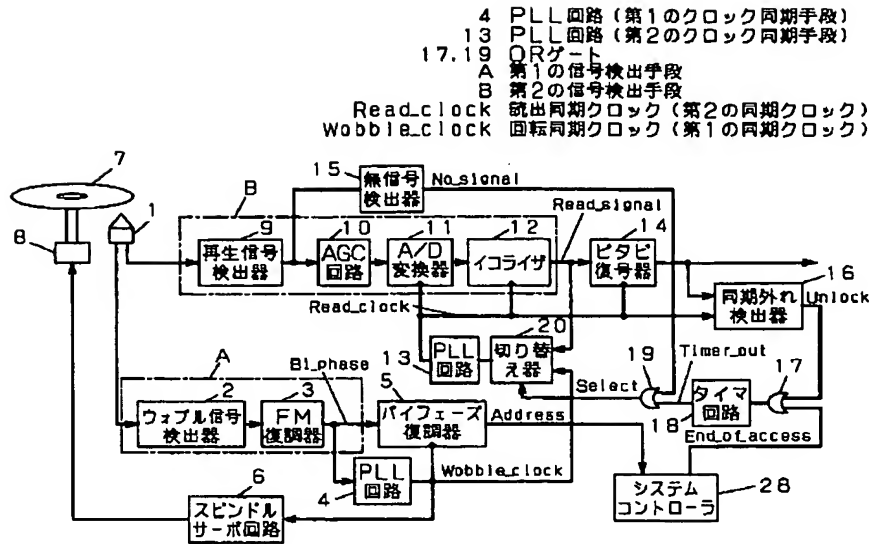 4 PLL回路(第1のクロック同期手段)
13 PLL回路(第2のクロック同期手段)
17,19 ORゲート
A 第1の信号検出手段
B 第2の信号検出手段
Read_clock 読出同期クロック(第2の同期クロック)
Wobble_clock 回転同期クロック(第1の同期クロック)
7
8
1
15
無信号
検出器
No_signal
B
9
再生信号
検出器
10
AGC
回路
11
A/D
変換器
12
イコライザ
Read_signal
14
ビタビ
復号器
16
同期外れ
検出器
Unlock
Read_clock
13
PLL
回路
20
切り替
え器
Select
19
Timer_out
18
タイマ
回路
17
End_of_access
A
2
ウォブル信号
検出器
3
FM
復調器
Bi_phase
5
バイフェーズ
復調器
Address
4
PLL
回路
Wobble_clock
6
スピンドル
サーボ回路
システム
コントローラ
28